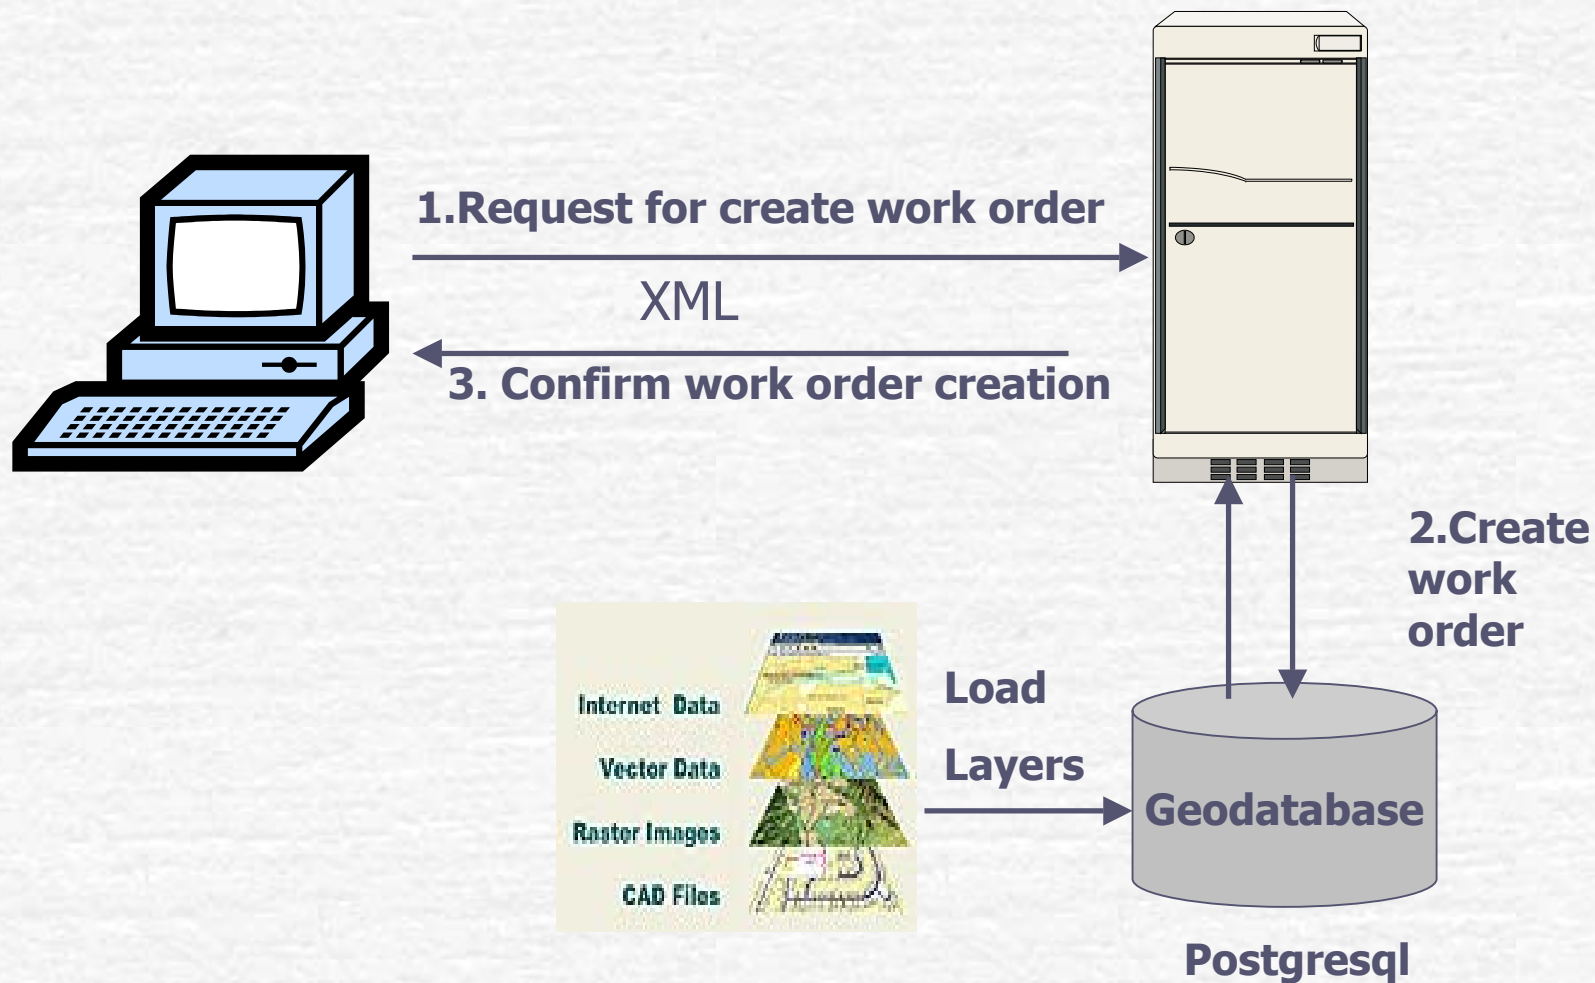 1.Request for create work order
XML
3. Confirm work order creation
2.Create
work
order
Internet Data
Vector Data
Raster Images
CAD Files
Load
Layers
Geodatabase
Postgresql